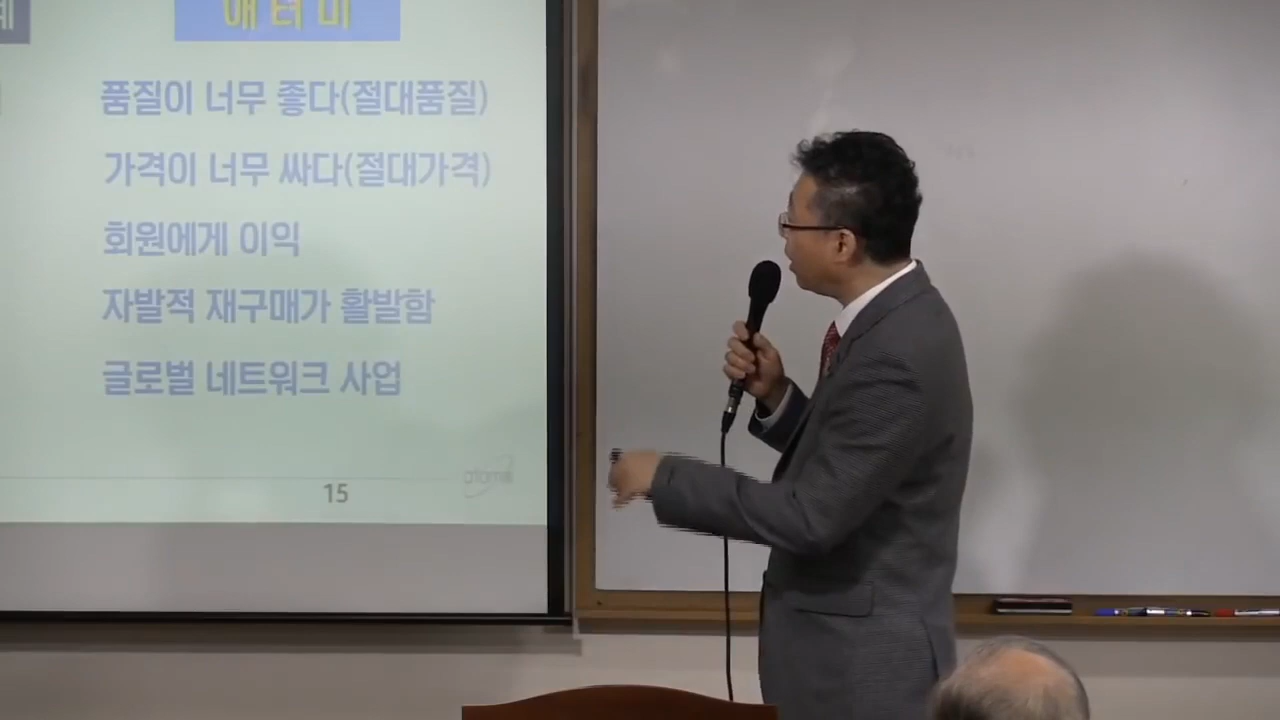 애터미
품질이 너무 좋다(절대품질)
가격이 너무 싸다(절대가격)
회원에게 이익
자발적 재구매가 활발함
글로벌 네트워크 사업
15